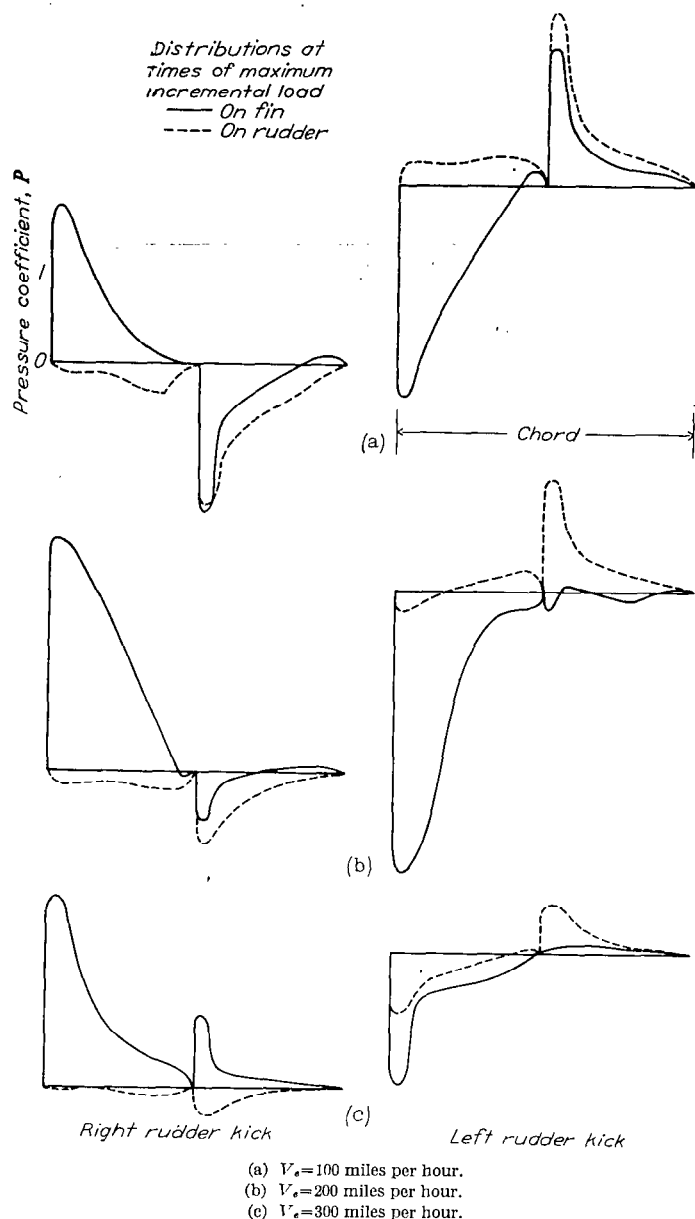 Distributions at
Times of maximum
incremental load
On fin
On rudder
Pressure coefficient, P
1
0
Chord
(a)
(b)
(c)
Right rudder kick
Left rudder kick
(a) Vₑ=100 miles per hour.
(b) Vₑ=200 miles per hour.
(c) Vₑ=300 miles per hour.